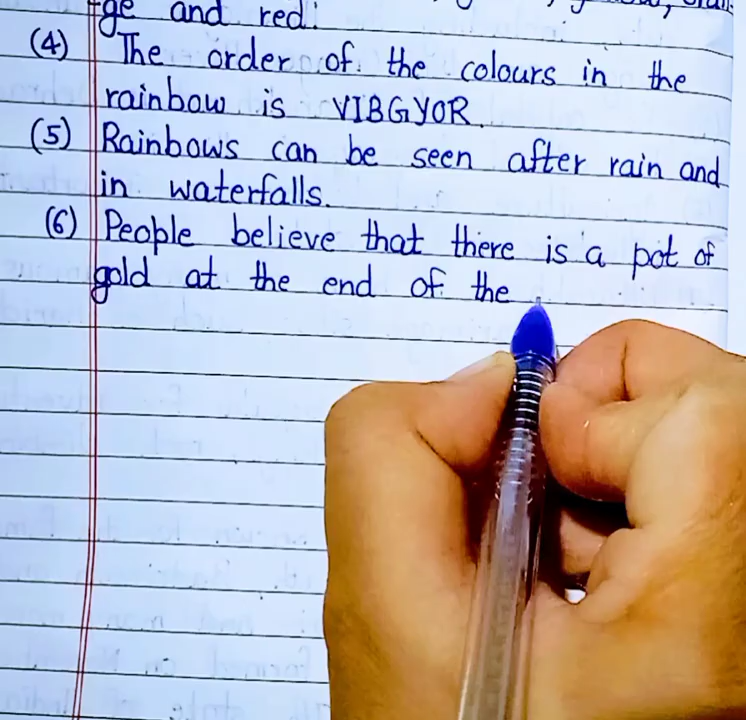 ge and red.
(4) The order of the colours in the
rainbow is VIBGYOR.
(5) Rainbows can be seen after rain and
in waterfalls.
(6) People believe that there is a pot of
gold at the end of the